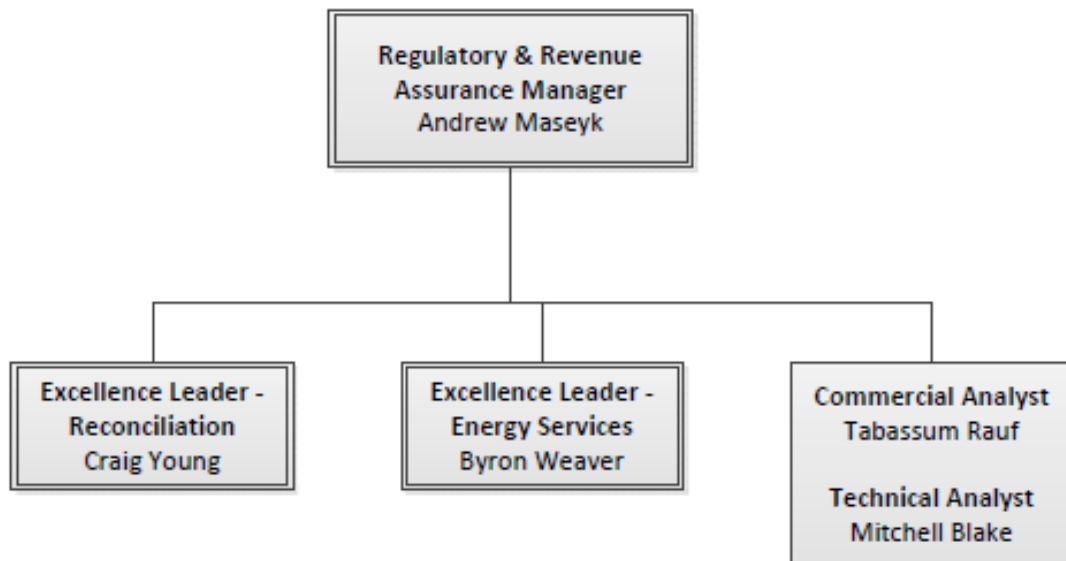 Regulatory & Revenue
Assurance Manager
Andrew Maseyk
Excellence Leader -
Reconciliation
Craig Young
Excellence Leader -
Energy Services
Byron Weaver
Commercial Analyst
Tabassum Rauf
Technical Analyst
Mitchell Blake